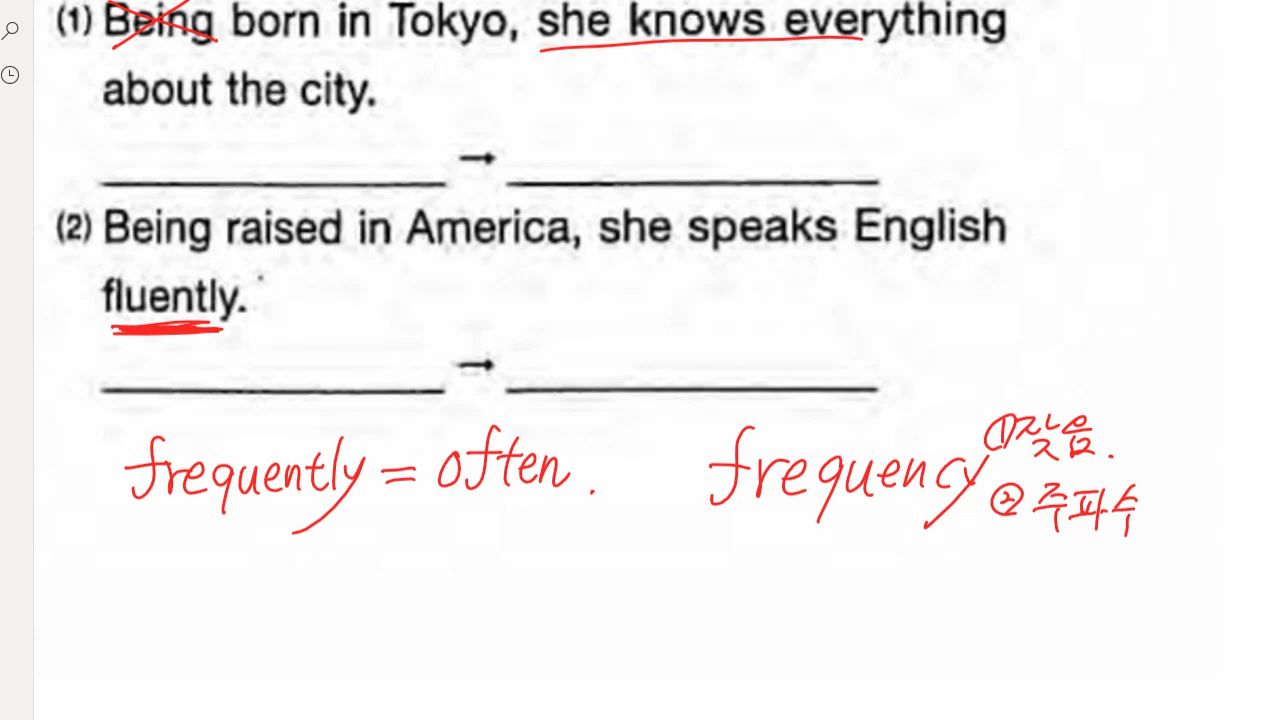 (1) Being born in Tokyo, she knows everything
about the city.
→
(2) Being raised in America, she speaks English
fluently.
→
frequently = often. frequency ① 잦음.
② 주파수